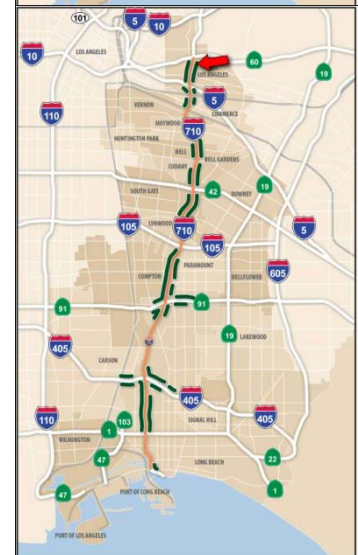 101
5
10
LOS ANGELES
10
60
LOS ANGELES
19
VERNON
5
110
COMMERCE
MAYWOOD
HUNTINGTON PARK
710
BELL
CUDAHY
BELL GARDENS
SOUTH GATE
42
DOWNEY
19
105
LYNWOOD
710
105
5
PARAMOUNT
605
COMPTON
BELLFLOWER
91
91
19
LAKEWOOD
405
CARSON
405
405
110
103
SIGNAL HILL
1
WILMINGTON
47
22
LONG BEACH
1
47
PORT OF LONG BEACH
PORT OF LOS ANGELES